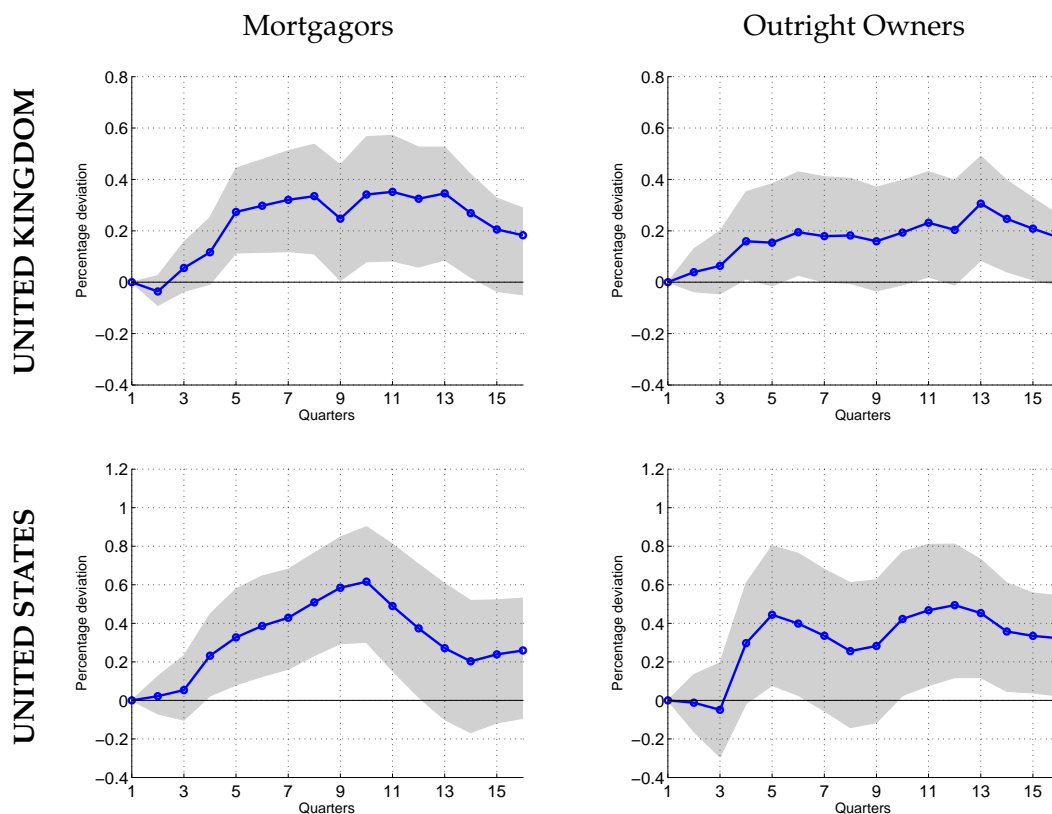 Mortgagors
Outright Owners
UNITED KINGDOM
Percentage deviation
0.8
0.6
0.4
0.2
0
−0.2
−0.4
1 3 5 7 9 11 13 15
Quarters
Percentage deviation
0.8
0.6
0.4
0.2
0
−0.2
−0.4
1 3 5 7 9 11 13 15
Quarters
UNITED STATES
Percentage deviation
1.2
1
0.8
0.6
0.4
0.2
0
−0.2
−0.4
1 3 5 7 9 11 13 15
Quarters
Percentage deviation
1.2
1
0.8
0.6
0.4
0.2
0
−0.2
−0.4
1 3 5 7 9 11 13 15
Quarters